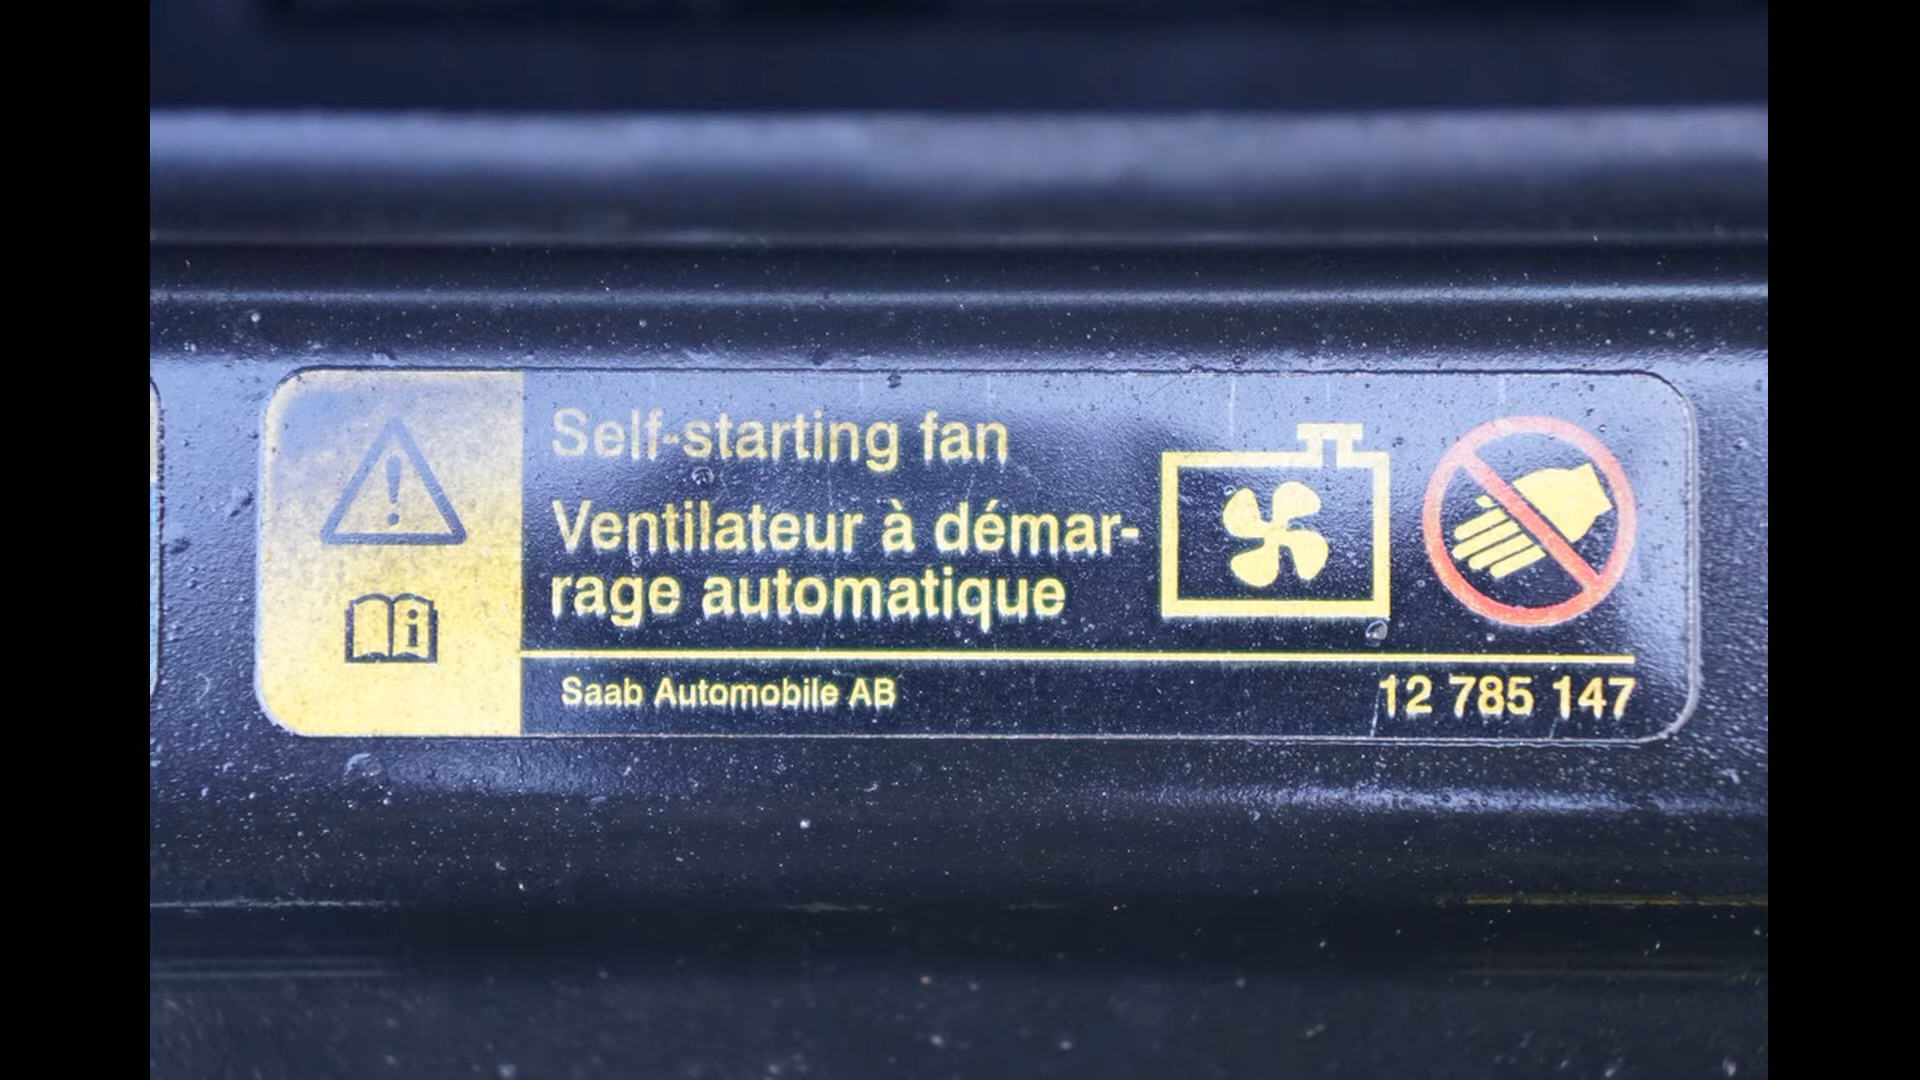 Self-starting fan
Ventilateur à démar-
rage automatique
Saab Automobile AB
12 785 147